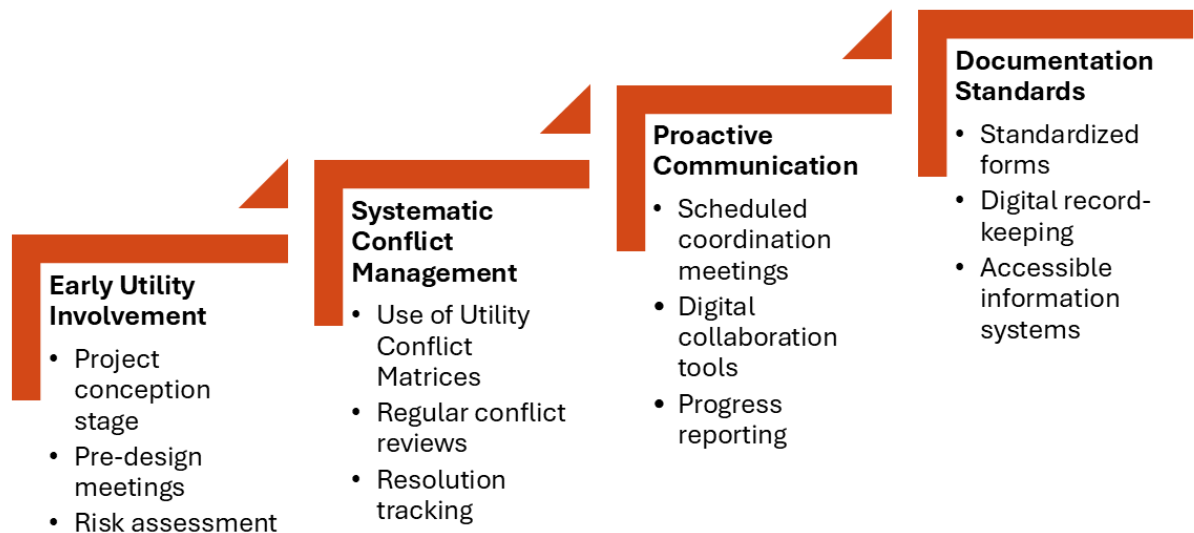 Early Utility
Involvement
• Project
conception
stage
• Pre-design
meetings
• Risk assessment
Systematic
Conflict
Management
• Use of Utility
Conflict
Matrices
• Regular conflict
reviews
• Resolution
tracking
Proactive
Communication
• Scheduled
coordination
meetings
• Digital
collaboration
tools
• Progress
reporting
Documentation
Standards
• Standardized
forms
• Digital record-
keeping
• Accessible
information
systems